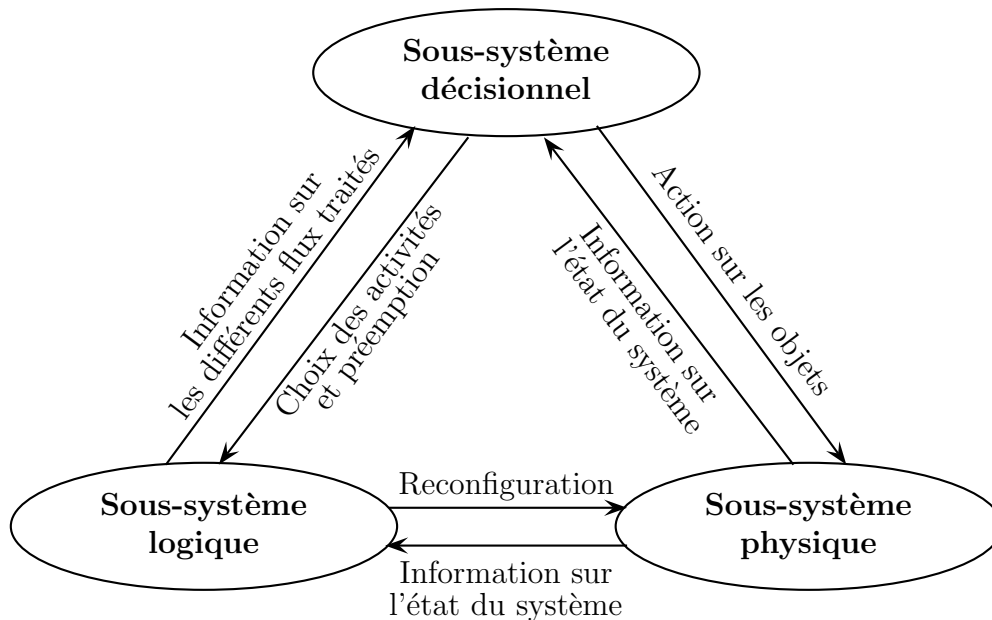 Sous-système
décisionnel
Information sur
les différents flux traités
Choix des activités
et préemption
Information sur
l'état du système
Action sur les objets
Sous-système
logique
Reconfiguration
Information sur
l'état du système
Sous-système
physique